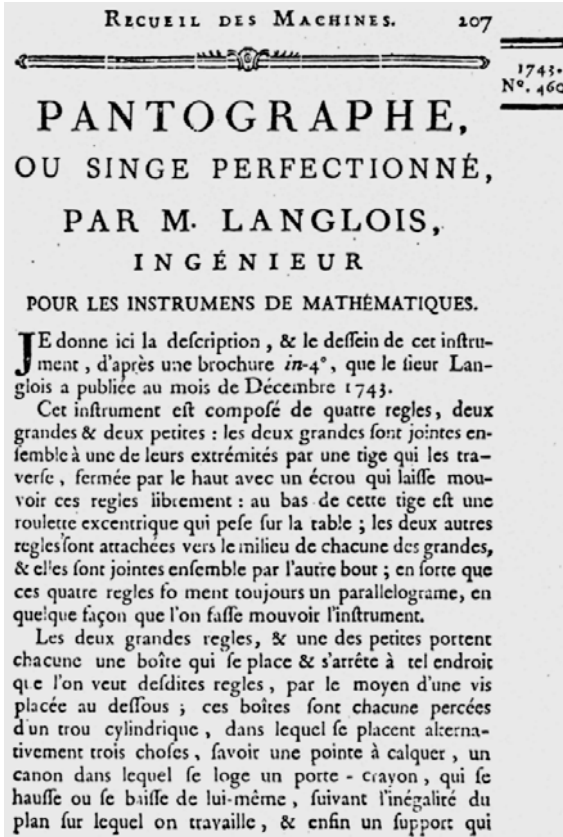 RECUEIL DES MACHINES. 207
1743.
Nº. 460
PANTOGRAPHE,
OU SINGE PERFECTIONNÉ,
PAR M. LANGLOIS,
INGÉNIEUR
POUR LES INSTRUMENS DE MATHÉMATIQUES.
JE donne ici la deſcription, & le deſſein de cet inſtru-
ment, d'après une brochure in-4°, que le ſieur Lan-
glois a publiée au mois de Décembre 1743.
Cet inſtrument eſt compoſé de quatre regles, deux
grandes & deux petites : les deux grandes ſont jointes en-
ſemble à une de leurs extrémités par une tige qui les tra-
verſe, fermée par le haut avec un écrou qui laiſſe mou-
voir ces regles librement : au bas de cette tige eſt une
roulette excentrique qui peſe ſur la table ; les deux autres
regles ſont attachées vers le milieu de chacune des grandes,
& elles ſont jointes enſemble par l'autre bout ; en ſorte que
ces quatre regles fo ment toujours un parallelograme, en
quelque façon que l'on faſſe mouvoir l'inſtrument.
Les deux grandes regles, & une des petites portent
chacune une boîte qui ſe place & s'arrête à tel endroit
que l'on veut deſdites regles, par le moyen d'une vis
placée au deſſous ; ces boîtes ſont chacune percées
d'un trou cylindrique, dans lequel ſe placent alterna-
tivement trois choſes, ſavoir une pointe à calquer, un
canon dans lequel ſe loge un porte-crayon, qui ſe
hauſſe ou ſe baiſſe de lui-même, ſuivant l'inégalité du
plan ſur lequel on travaille, & enfin un ſupport qui